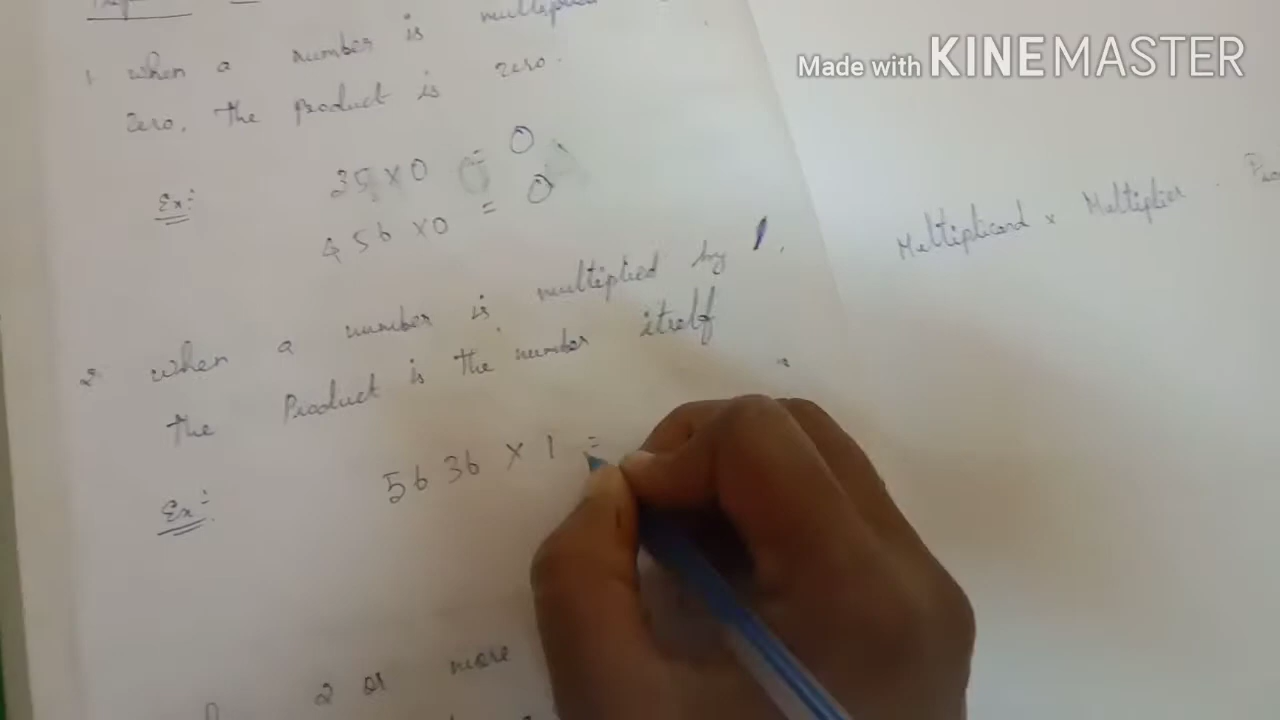 Made with KINEMASTER
1. when a number is multiplied
zero, the Product is zero.
Ex:- 35 × 0 = 0
456 × 0 = 0
Multiplicand × Multiplier
2. when a number is multiplied by 1,
the Product is the number itself
Ex:- 5636 × 1 =
2 or more